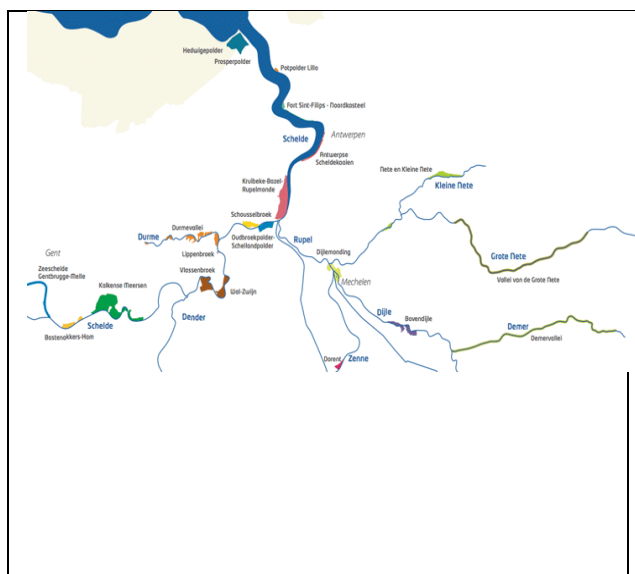 Heduigepolder
Prosperpolder
Potpolder Lillo
Fort Sint-Filips - Noordkasteel
Schelde
Antwerpen
Antwerpse
Scheldekaaien
Nete en Kleine Nete
Kleine Nete
Kruibeke-Bazel-
Rupelmonde
Schousselbroek
Durmevallei
Durme
Oudbroekpolder-
Schellandpolder
Rupel
Lippenbroek
Dijlemonding
Grote Nete
Gent
Zeeschelde
Gentbrugge-Melle
Vlassenbroek
Mechelen
Vallei van de Grote Nete
Kalkense Meersen
Wal-Zwijn
Dijle
Bovendijle
Schelde
Dender
Demer
Bastenakkers-Ham
Demervallei
Dorent
Zenne